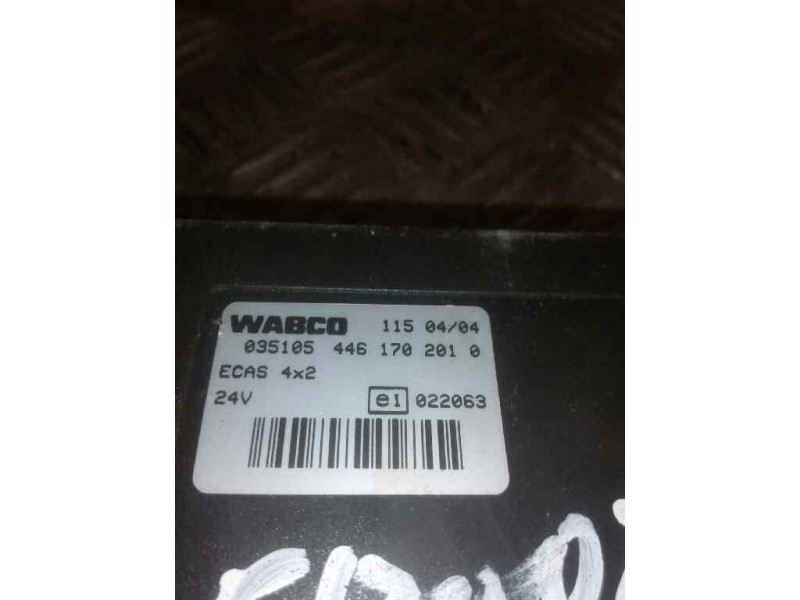 WABCO 115 04/04
035105 446 170 201 0
ECAS 4x2
24V e1 022063